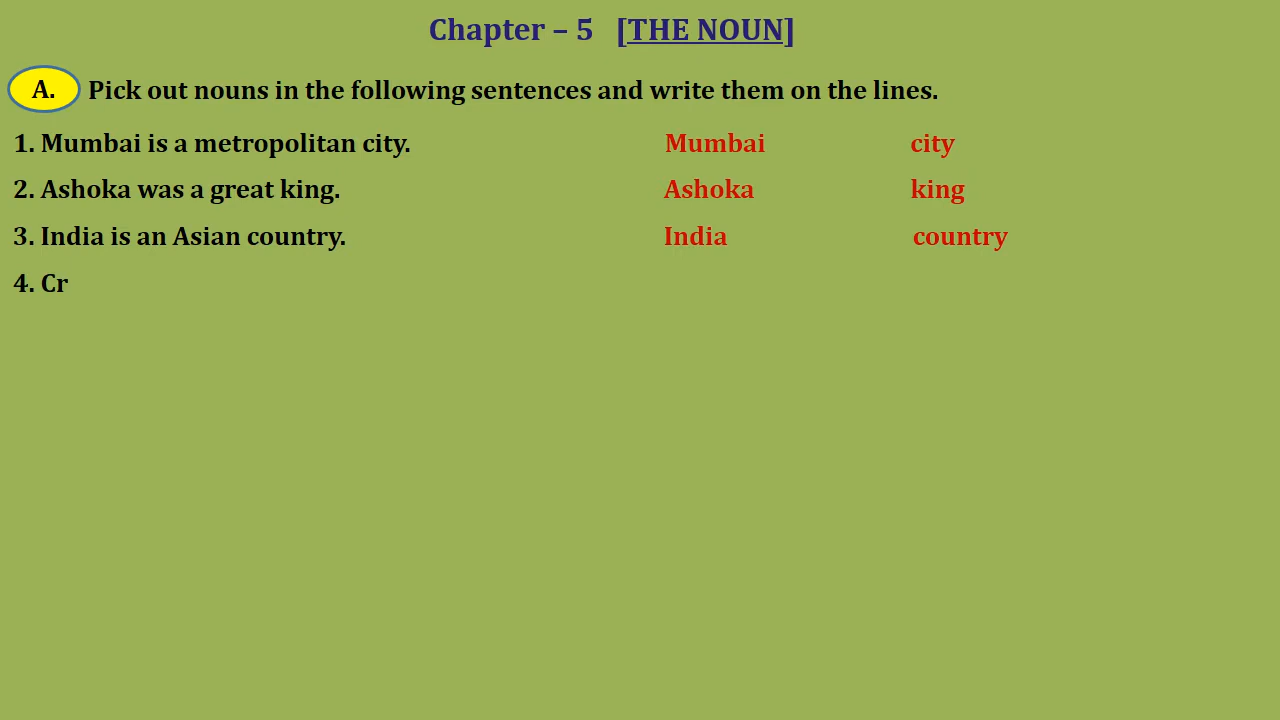 Chapter – 5 [THE NOUN]
A. Pick out nouns in the following sentences and write them on the lines.
1. Mumbai is a metropolitan city. Mumbai city
2. Ashoka was a great king. Ashoka king
3. India is an Asian country. India country
4. Cr